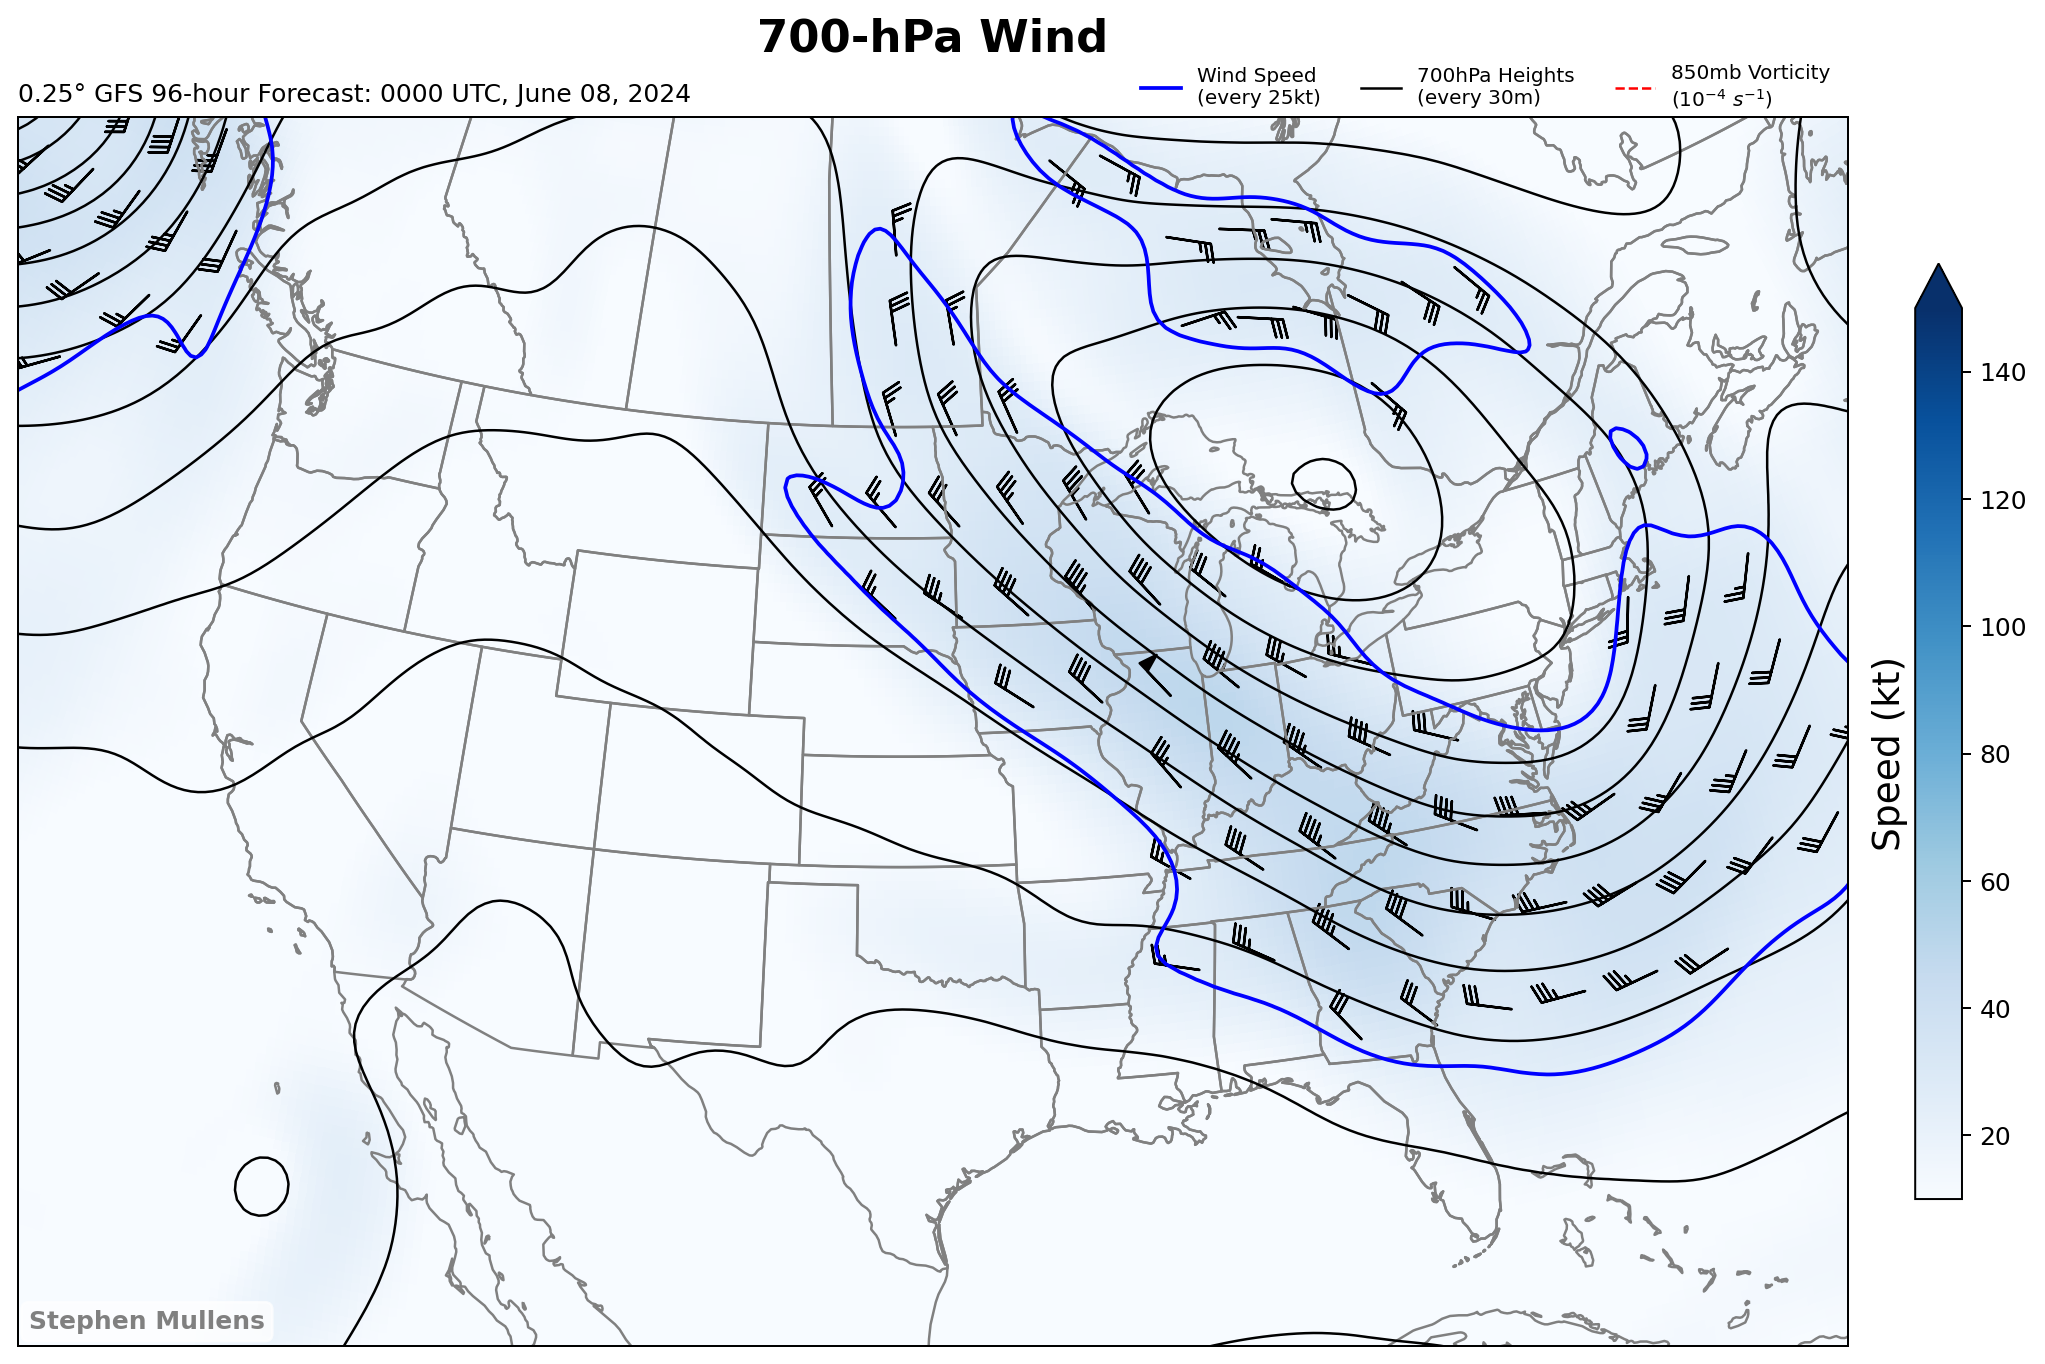 700-hPa Wind
0.25° GFS 96-hour Forecast: 0000 UTC, June 08, 2024
Wind Speed
(every 25kt)
700hPa Heights
(every 30m)
850mb Vorticity
(10⁻⁴ s⁻¹)
140
120
100
80
60
40
20
Speed (kt)
Stephen Mullens